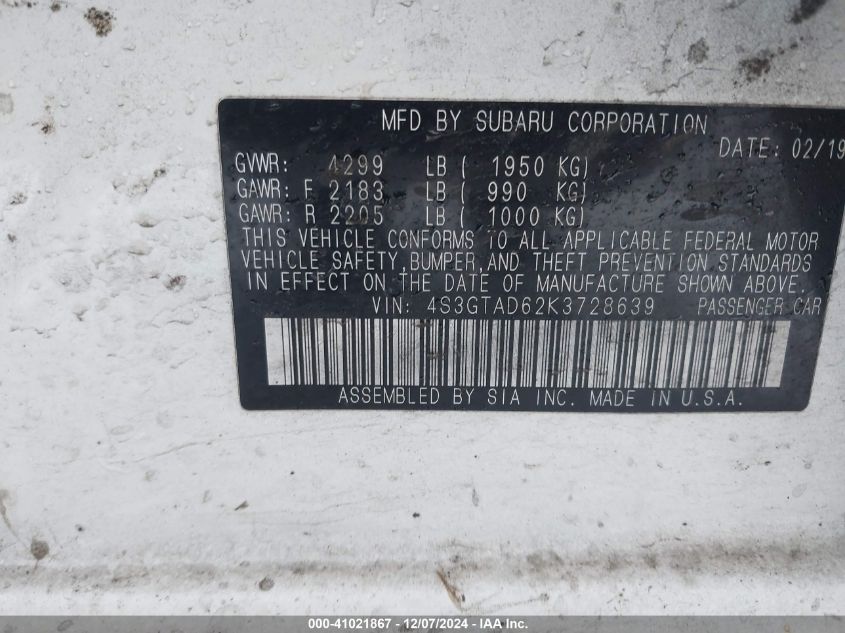 MFD BY SUBARU CORPORATION
DATE: 02/19
GVWR: 4299 LB ( 1950 KG)
GAWR: F 2183 LB ( 990 KG)
GAWR: R 2205 LB ( 1000 KG)
THIS VEHICLE CONFORMS TO ALL APPLICABLE FEDERAL MOTOR
VEHICLE SAFETY,BUMPER,AND THEFT PREVENTION STANDARDS
IN EFFECT ON THE DATE OF MANUFACTURE SHOWN ABOVE.
VIN: 4S3GTAD62K3728639 PASSENGER CAR
ASSEMBLED BY SIA INC. MADE IN U.S.A.
000-41021867 - 12/07/2024 - IAA Inc.